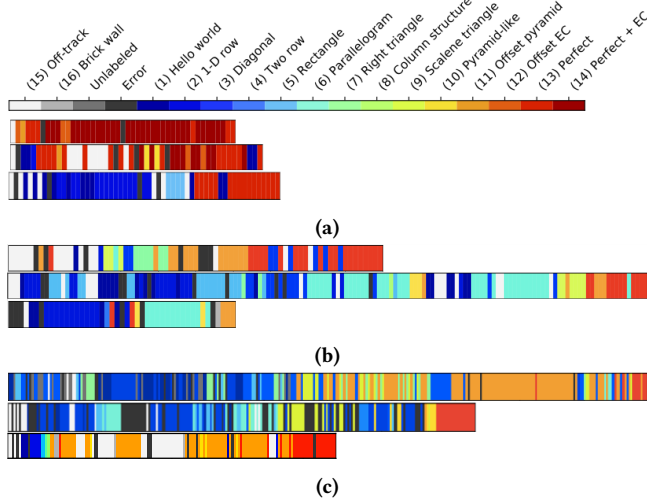 (15) Off-track
(16) Brick wall
Unlabeled
Error
(1) Hello world
(2) 1-D row
(3) Diagonal
(4) Two row
(5) Rectangle
(6) Parallelogram
(7) Right triangle
(8) Column structure
(9) Scalene triangle
(10) Pyramid-like
(11) Offset pyramid
(12) Offset EC
(13) Perfect
(14) Perfect + EC
(a)
(b)
(c)